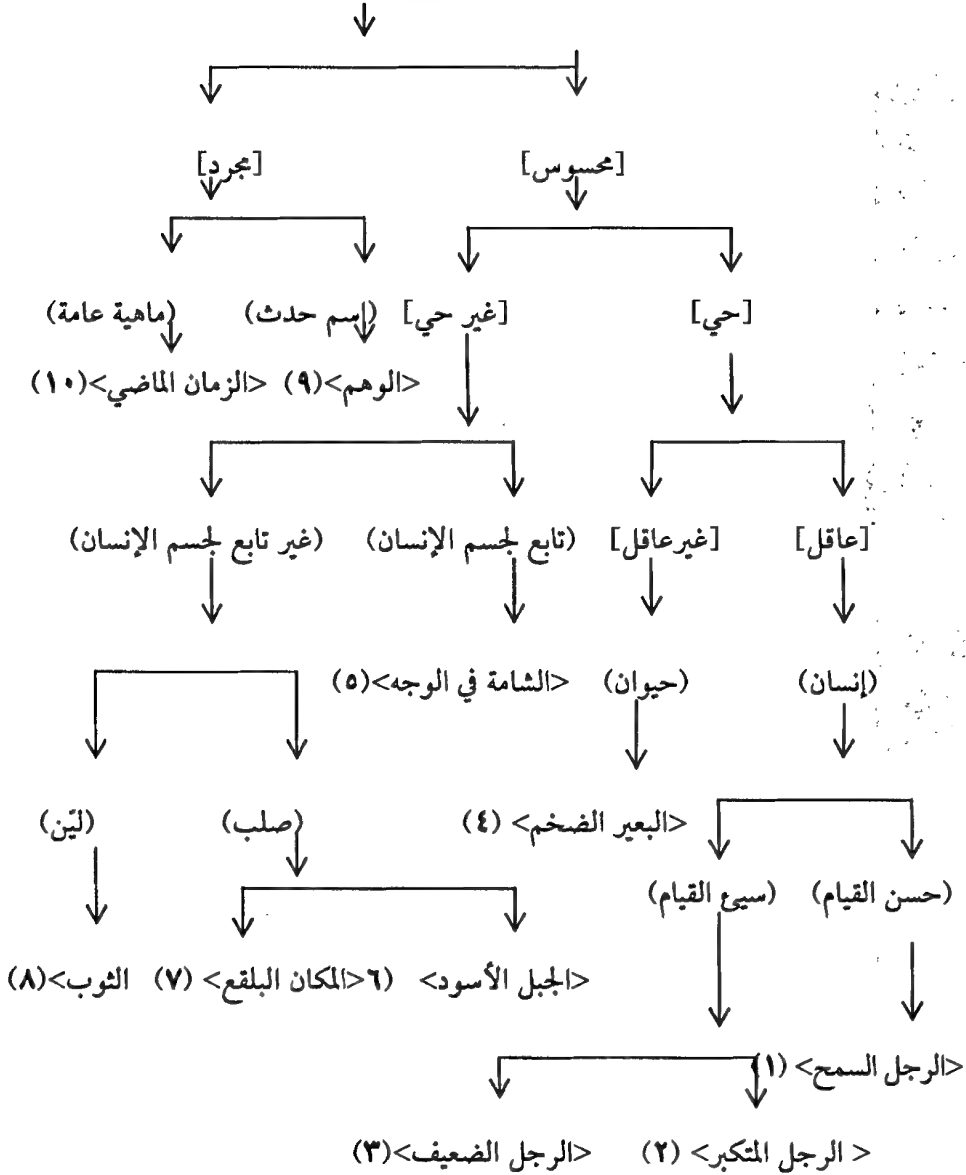 [محسوس] [مجرد]
[حي] [غير حي] (إسم حدث) (ماهية عامة)
<الوهم>(٩) <الزمان الماضي>(١٠)
[عاقل] [غيرعاقل] (تابع لجسم الإنسان) (غير تابع لجسم الإنسان)
(إنسان) (حيوان) <الشامة في الوجه>(٥)
<البعير الضخم> (٤) (صلب) (ليّن)
(حسن القيام) (سيئ القيام)
<الجبل الأسود> ٦) <المكان البلقع> (٧) الثوب>(٨)
<الرجل السمح> (١)
< الرجل المتكبر> (٢) <الرجل الضعيف>(٣)